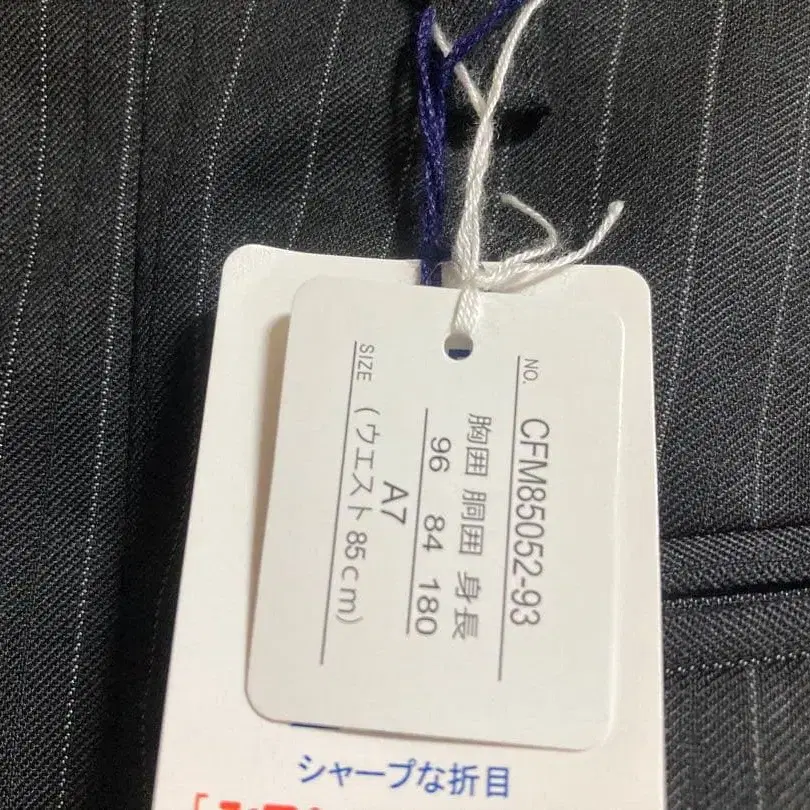 NO. CFM85052-93
胸囲 胴囲 身長
96 84 180
A7
SIZE (ウエスト85cm)
シャープな折目